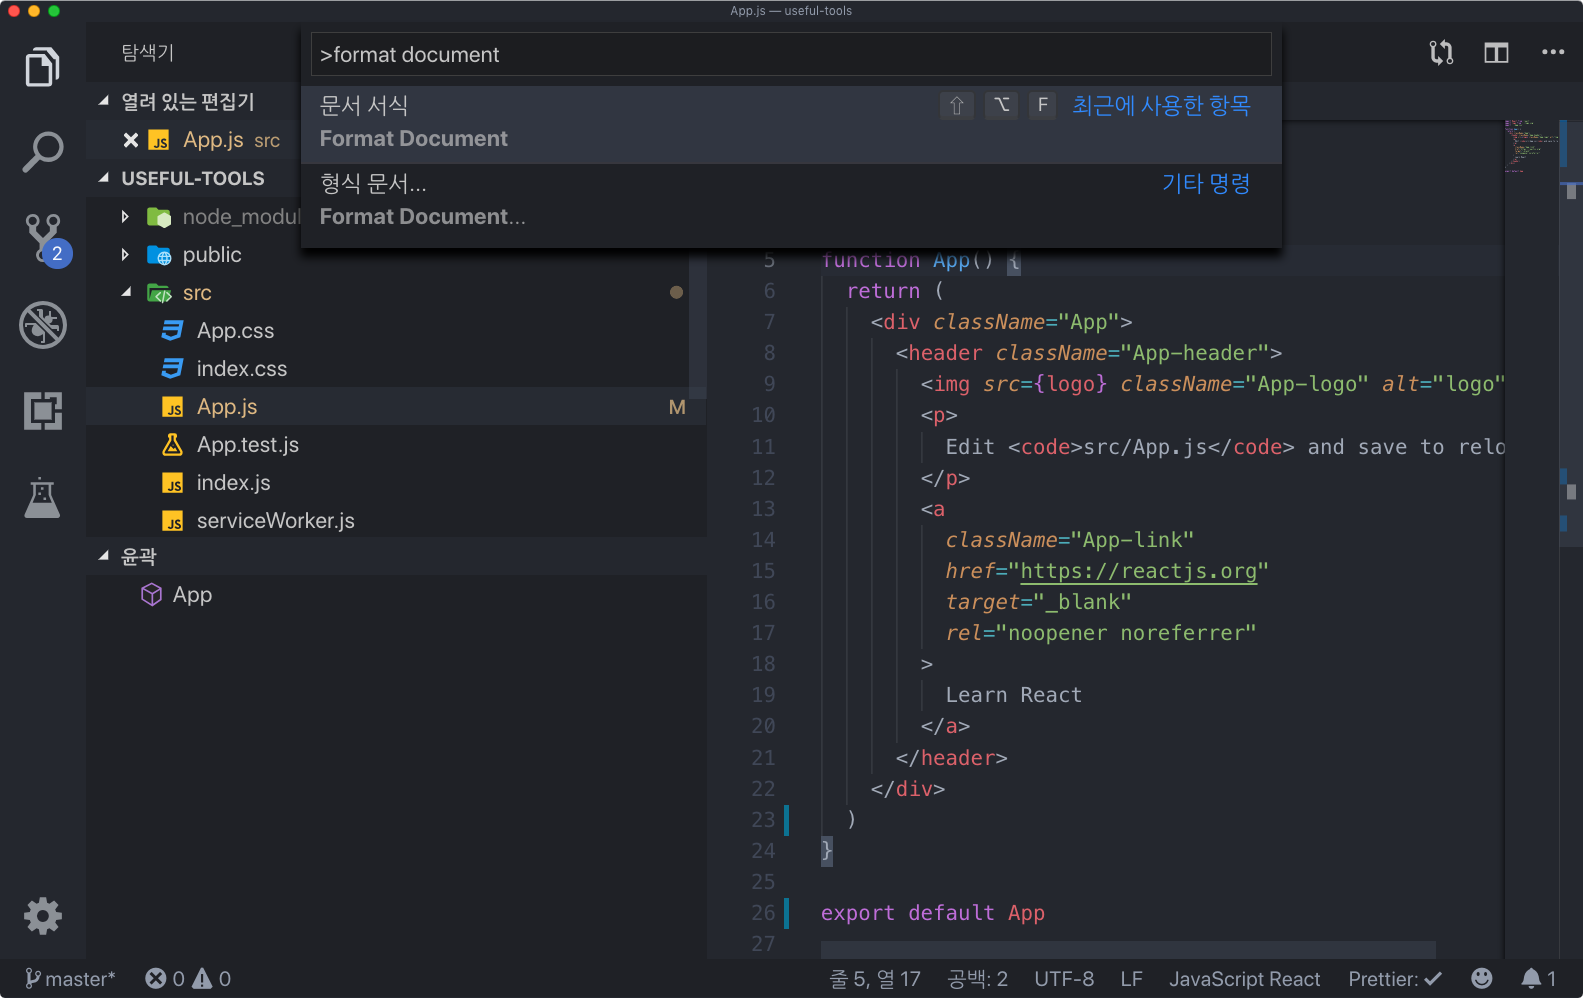 App.js — useful-tools
탐색기
>format document
문서 서식
⇧ ⌥ F 최근에 사용한 항목
Format Document
형식 문서...
기타 명령
Format Document...
열려 있는 편집기
App.js src
USEFUL-TOOLS
public
src
App.css
index.css
App.js M
App.test.js
index.js
serviceWorker.js
윤곽
App
2
5 function App() {
6 return (
7 <div className="App">
8 <header className="App-header">
9 <img src={logo} className="App-logo" alt="logo"
10 <p>
11 Edit <code>src/App.js</code> and save to relo
12 </p>
13 <a
14 className="App-link"
15 href="https://reactjs.org"
16 target="_blank"
17 rel="noopener noreferrer"
18 >
19 Learn React
20 </a>
21 </header>
22 </div>
23 )
24 }
25
26 export default App
27
master* 0 0 줄 5, 열 17 공백: 2 UTF-8 LF JavaScript React Prettier: ✓ 1